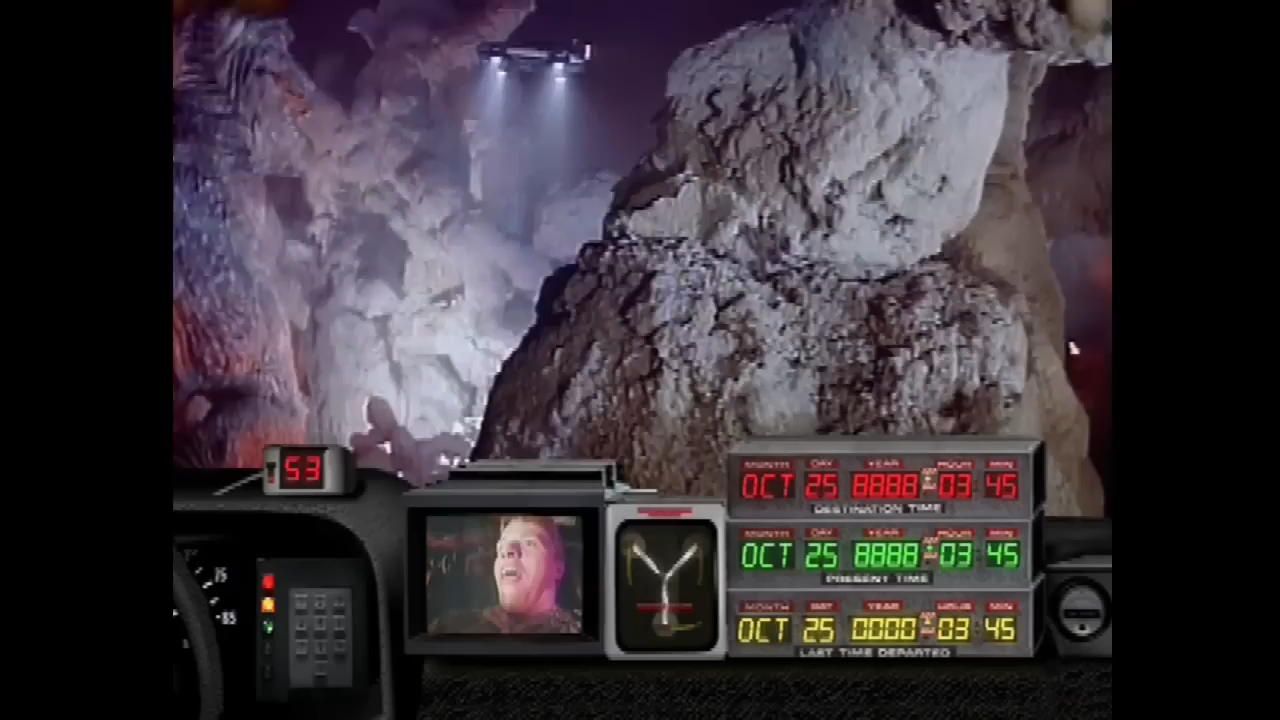 53
MONTH DAY YEAR HOUR MIN
OCT 25 8888 03 45
DESTINATION TIME
MONTH DAY YEAR HOUR MIN
OCT 25 8888 03 45
PRESENT TIME
MONTH DAY YEAR HOUR MIN
OCT 25 0000 03 45
LAST TIME DEPARTED
75
85